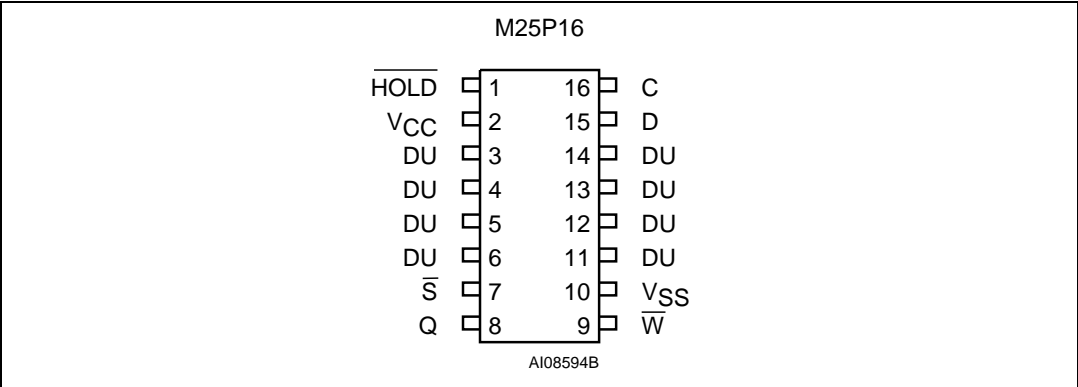 M25P16
H̅O̅L̅D̅ 1 16 C
VCC 2 15 D
DU 3 14 DU
DU 4 13 DU
DU 5 12 DU
DU 6 11 DU
S̅ 7 10 VSS
Q 8 9 W̅
AI08594B